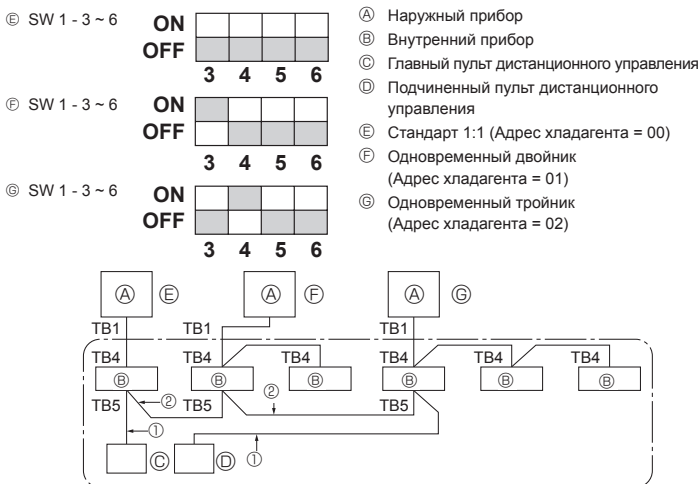 Ⓔ SW 1 - 3 ~ 6
ON
OFF
3 4 5 6
Ⓕ SW 1 - 3 ~ 6
ON
OFF
3 4 5 6
Ⓖ SW 1 - 3 ~ 6
ON
OFF
3 4 5 6
Ⓐ Наружный прибор
Ⓑ Внутренний прибор
Ⓒ Главный пульт дистанционного управления
Ⓓ Подчиненный пульт дистанционного
управления
Ⓔ Стандарт 1:1 (Адрес хладагента = 00)
Ⓕ Одновременный двойник
(Адрес хладагента = 01)
Ⓖ Одновременный тройник
(Адрес хладагента = 02)
Ⓐ Ⓔ Ⓐ Ⓕ Ⓐ Ⓖ
TB1 TB1 TB1
TB4 TB4 TB4 TB4 TB4 TB4
Ⓑ Ⓑ Ⓑ Ⓑ Ⓑ Ⓑ
TB5 ② TB5 ② TB5
① ①
Ⓒ Ⓓ